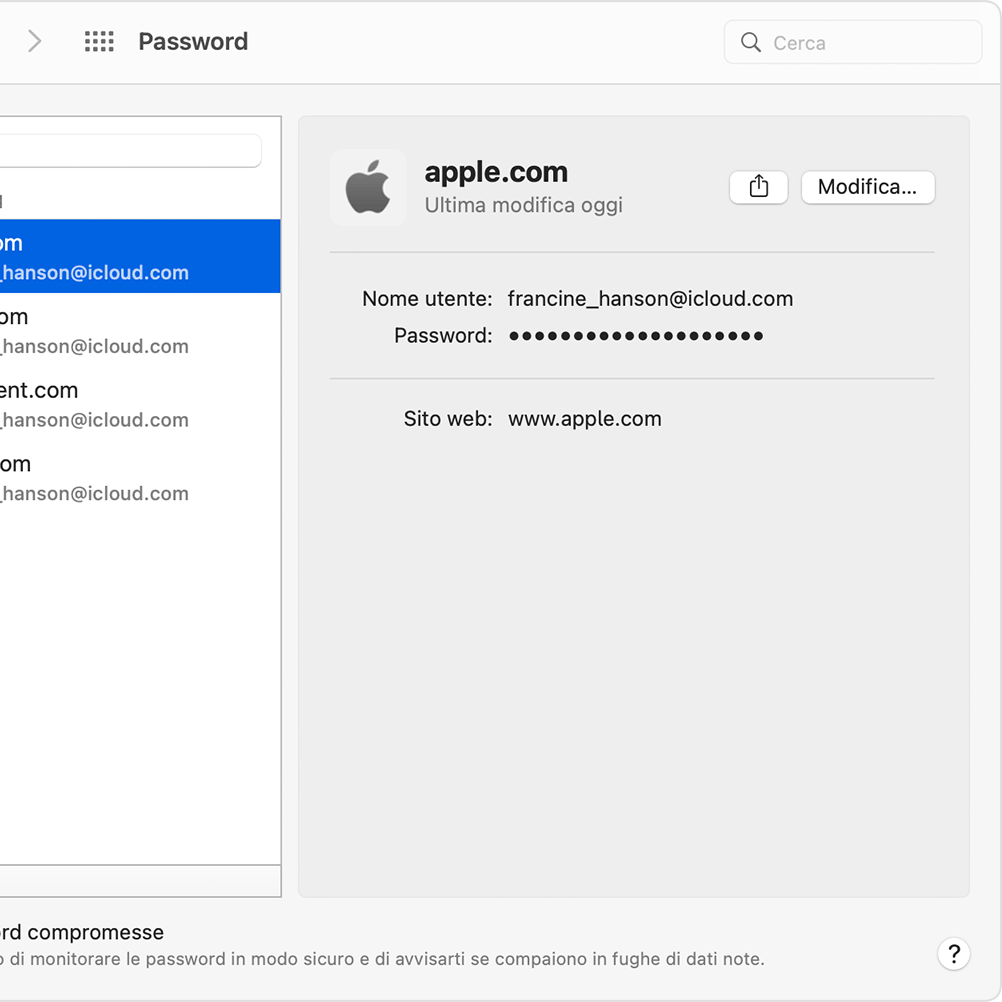 Password
Cerca
om
_hanson@icloud.com
om
_hanson@icloud.com
ent.com
_hanson@icloud.com
om
_hanson@icloud.com
apple.com
Ultima modifica oggi
Modifica...
Nome utente: francine_hanson@icloud.com
Password: ••••••••••••••••••••
Sito web: www.apple.com
rd compromesse
di monitorare le password in modo sicuro e di avvisarti se compaiono in fughe di dati note.
?